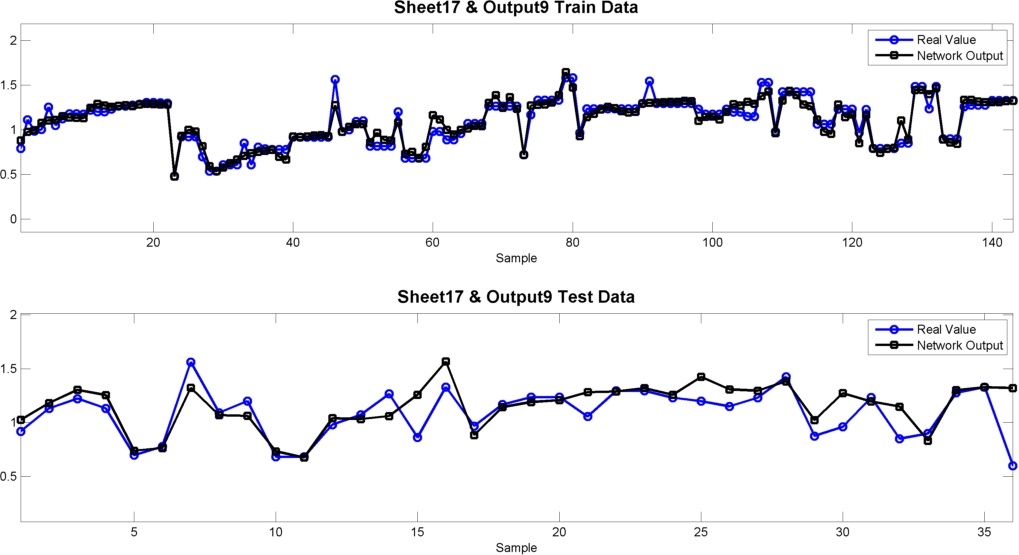 Sheet17 & Output9 Train Data
2
1.5
1
0.5
0
Real Value
Network Output
20 40 60 80 100 120 140
Sample
Sheet17 & Output9 Test Data
2
1.5
1
0.5
Real Value
Network Output
5 10 15 20 25 30 35
Sample